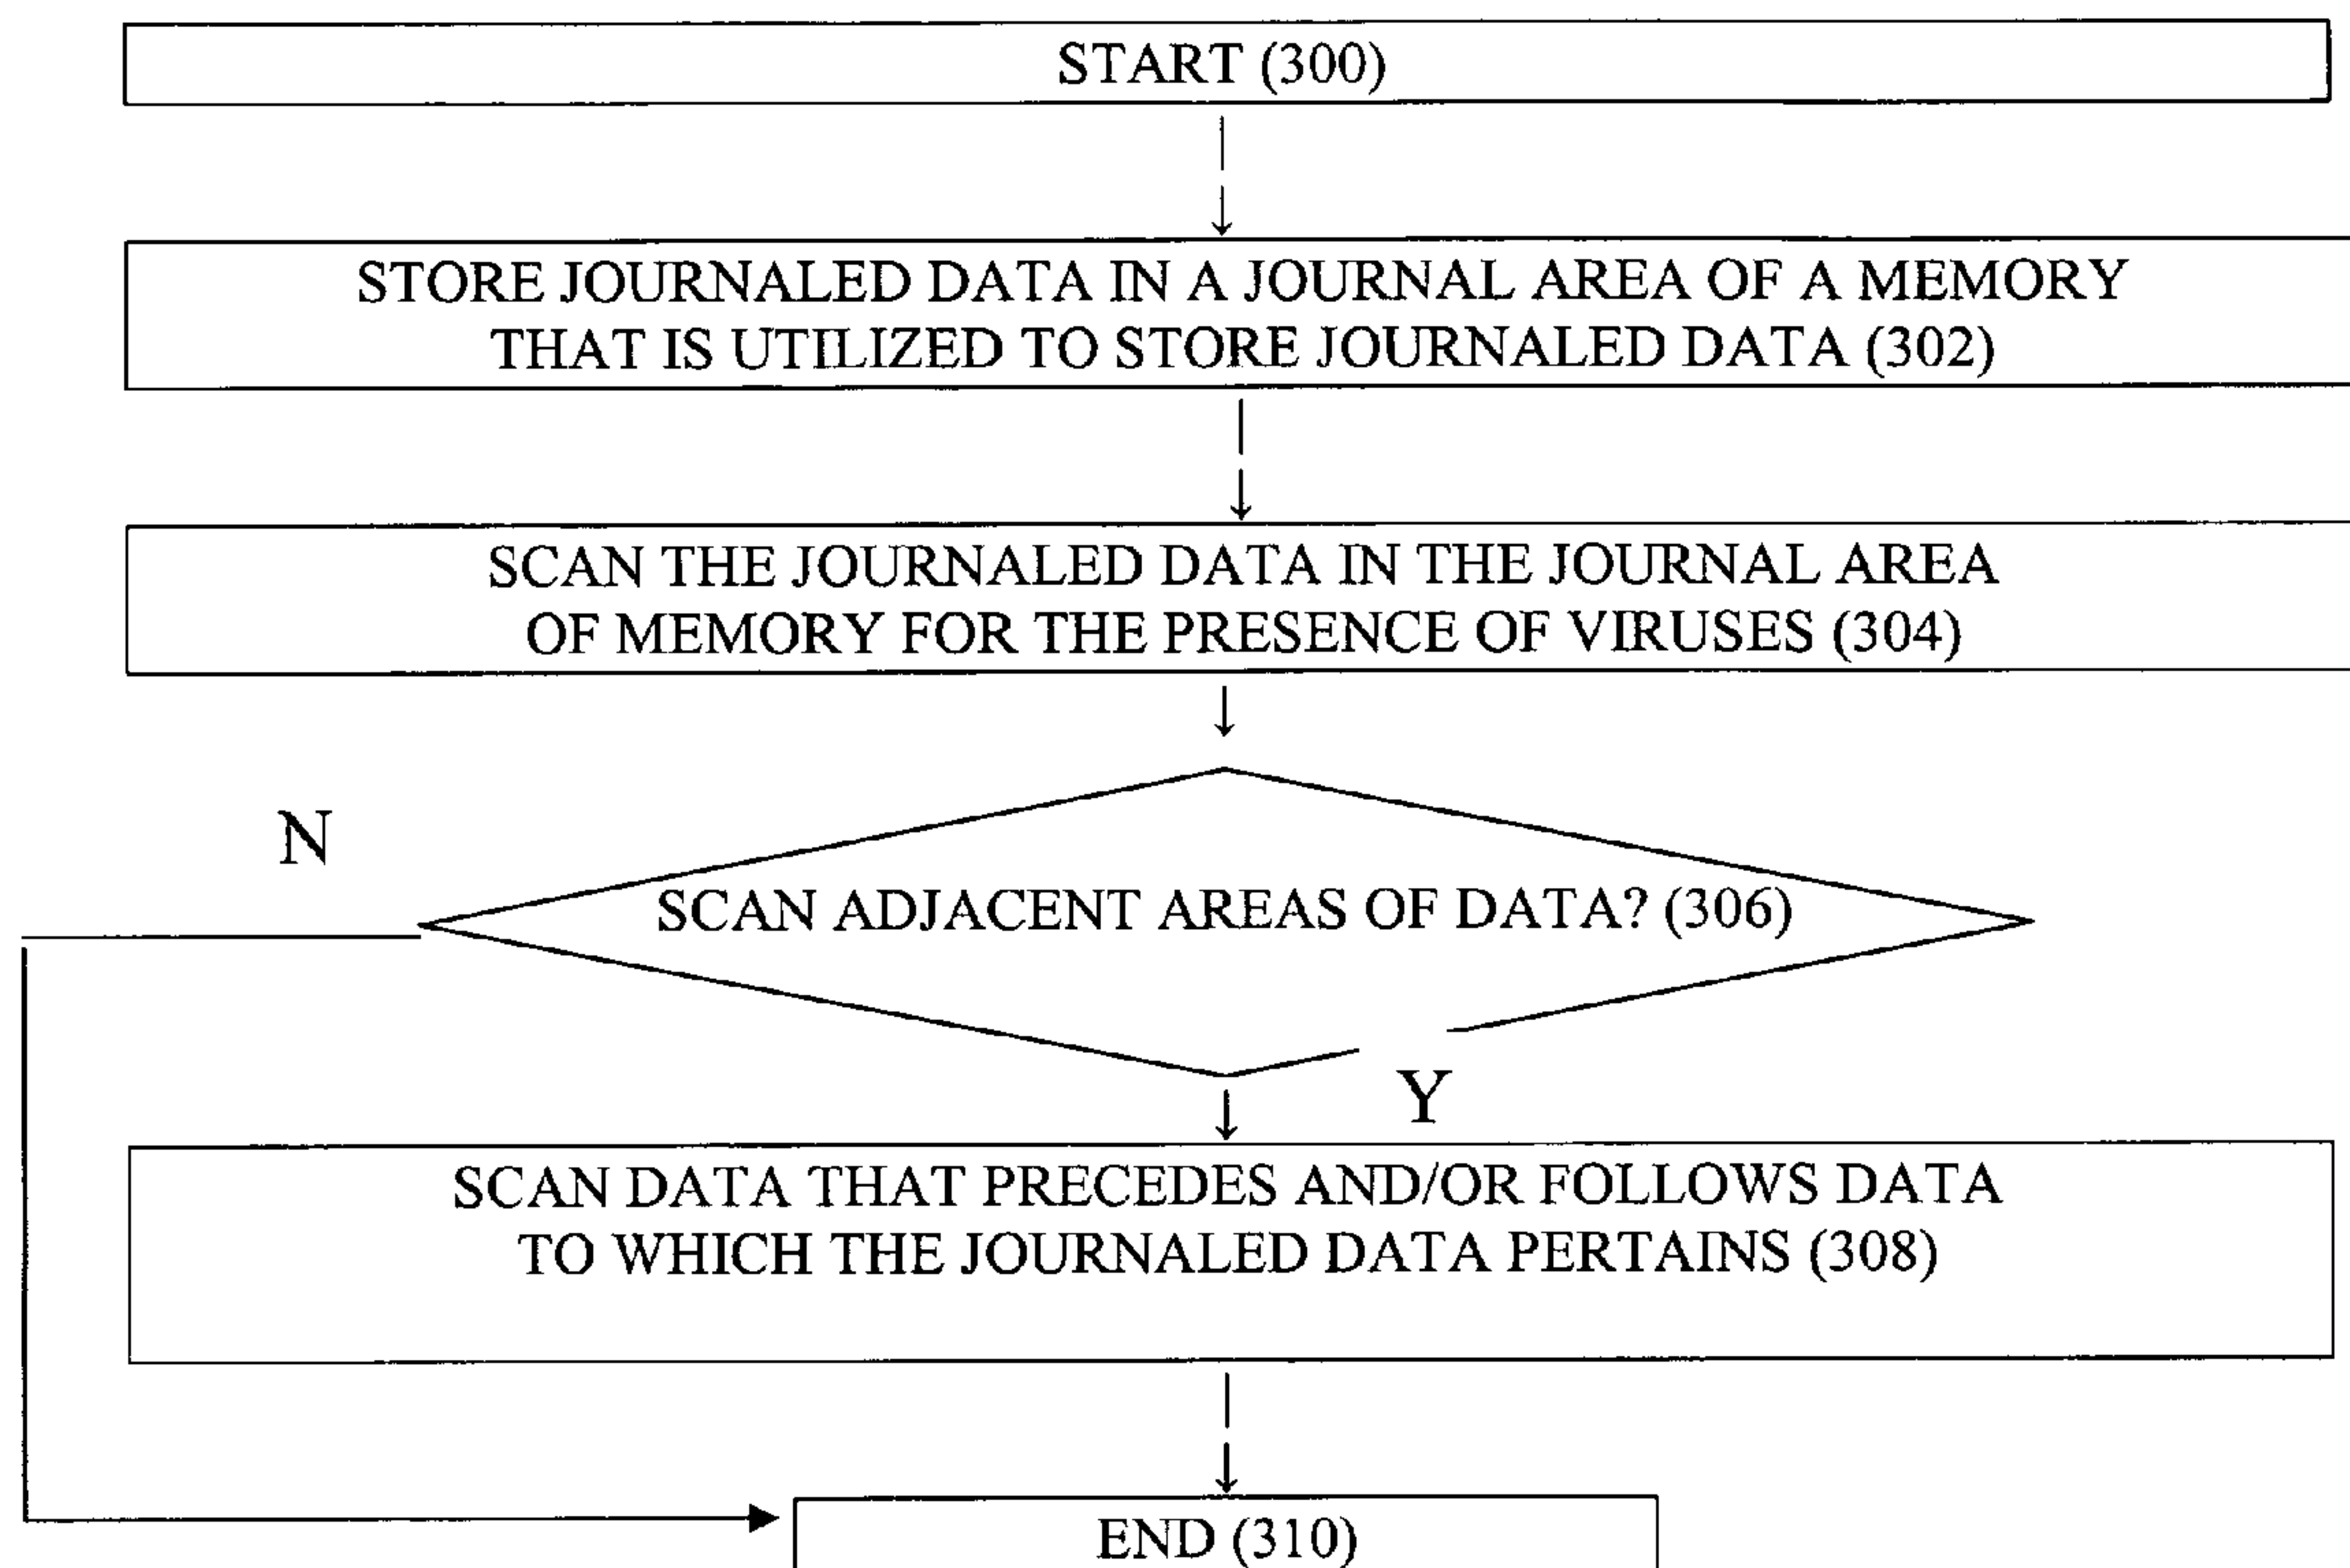 START (300)
STORE JOURNALED DATA IN A JOURNAL AREA OF A MEMORY
THAT IS UTILIZED TO STORE JOURNALED DATA (302)
SCAN THE JOURNALED DATA IN THE JOURNAL AREA
OF MEMORY FOR THE PRESENCE OF VIRUSES (304)
N
SCAN ADJACENT AREAS OF DATA? (306)
Y
SCAN DATA THAT PRECEDES AND/OR FOLLOWS DATA
TO WHICH THE JOURNALED DATA PERTAINS (308)
END (310)